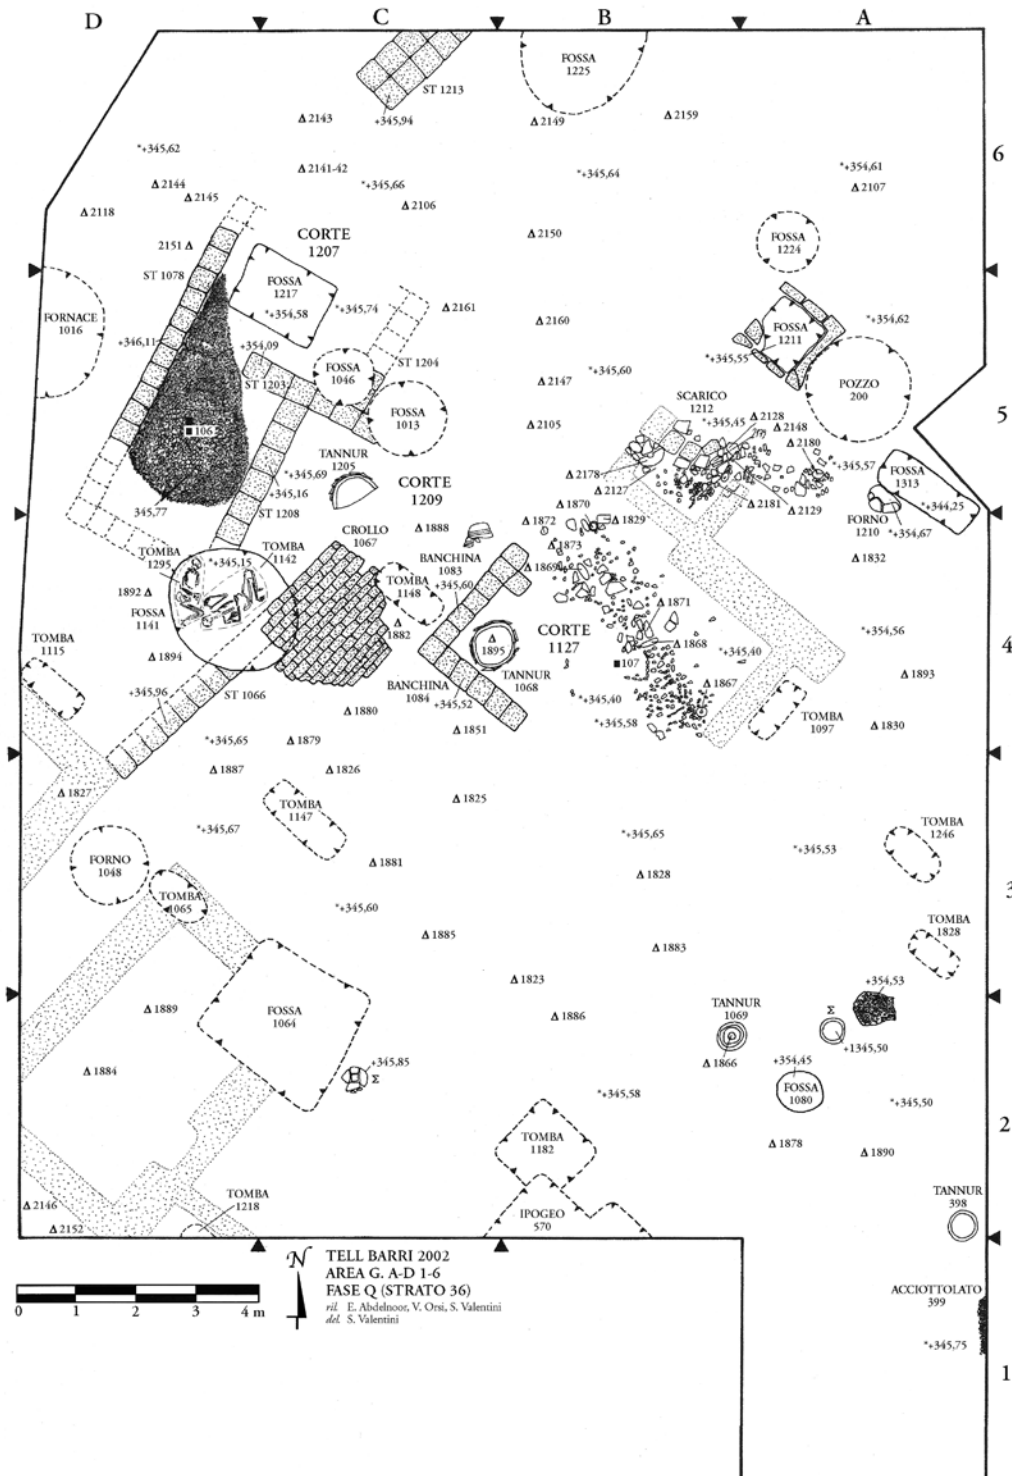 D
C
B
A
FOSSA
1225
ST 1213
+345,94
Δ 2143
Δ 2149
Δ 2159
6
*+345,62
Δ 2141-42
*+345,66
*+345,64
*+354,61
Δ 2144
Δ 2145
Δ 2107
Δ 2118
Δ 2106
CORTE
1207
2151 Δ
Δ 2150
FOSSA
1224
ST 1078
FOSSA
1217
*+354,58
*+345,74
Δ 2161
FORNACE
1016
Δ 2160
FOSSA
1211
*+354,62
+346,11
+354,09
ST 1204
*+345,55
ST 1203
FOSSA
1046
Δ 2147
*+345,60
POZZO
200
FOSSA
1013
SCARICO
1212
*+345,45
Δ 2128
Δ 2148
Δ 2180
5
■ 106
Δ 2105
TANNUR
1205
*+345,69
*+345,57
FOSSA
1313
+345,16
CORTE
1209
Δ 2178
Δ 2127
*+344,25
345,77
ST 1208
Δ 1870
Δ 2181
Δ 2129
FORNO
1210
*+354,67
CROLLO
1067
Δ 1888
Δ 1872
Δ 1829
TOMBA
1295
*+345,15
TOMBA
1142
Δ 1873
BANCHINA
1083
+345,60
Δ 1869
Δ 1832
1892 Δ
FOSSA
1141
TOMBA
1148
Δ 1882
Δ 1871
TOMBA
1115
CORTE
1127
*+354,56
Δ
1895
Δ 1868
*+345,40
4
Δ 1894
■ 107
TANNUR
1068
Δ 1893
+345,96
ST 1066
BANCHINA
1084
+345,52
*+345,40
Δ 1867
Δ 1880
*+345,58
TOMBA
1097
Δ 1830
Δ 1851
*+345,65
Δ 1879
Δ 1887
Δ 1826
Δ 1827
Δ 1825
TOMBA
1147
*+345,67
*+345,65
*+345,53
TOMBA
1246
FORNO
1048
Δ 1881
Δ 1828
3
TOMBA
1065
*+345,60
TOMBA
1828
Δ 1885
Δ 1883
Δ 1823
+354,53
Δ 1889
FOSSA
1064
Δ 1886
TANNUR
1069
Σ
+1345,50
Δ 1884
+345,85
Σ
Δ 1866
+354,45
FOSSA
1080
*+345,58
*+345,50
2
TOMBA
1182
Δ 1878
Δ 1890
TOMBA
1218
TANNUR
398
Δ 2146
Δ 2152
IPOGEO
570
N
TELL BARRI 2002
AREA G. A-D 1-6
FASE Q (STRATO 36)
ril. E. Abdelnoor, V. Orsi, S. Valentini
del. S. Valentini
0 1 2 3 4 m
ACCIOTTOLATO
399
*+345,75
1